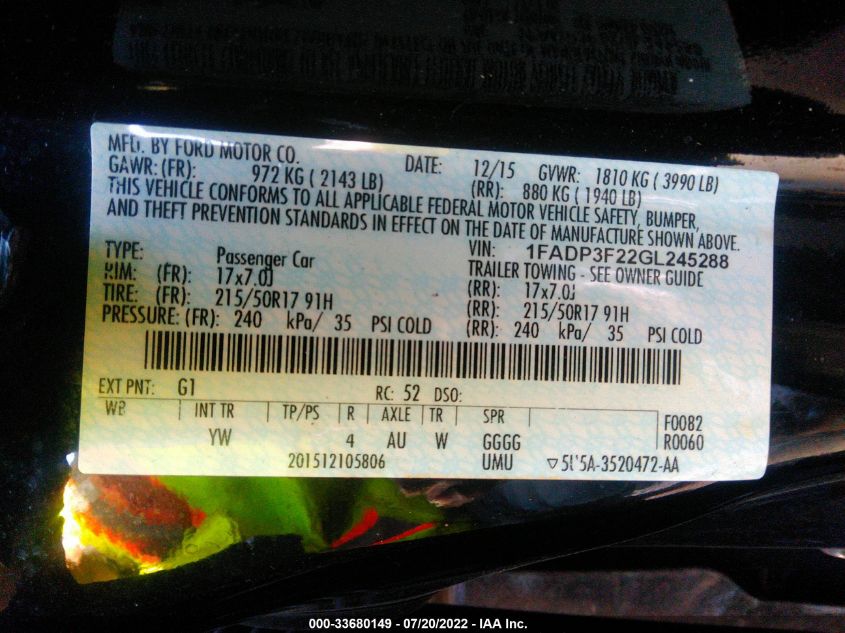 MFD. BY FORD MOTOR CO. DATE: 12/15 GVWR: 1810 KG ( 3990 LB)
GAWR: (FR): 972 KG ( 2143 LB) (RR): 880 KG ( 1940 LB)
THIS VEHICLE CONFORMS TO ALL APPLICABLE FEDERAL MOTOR VEHICLE SAFETY, BUMPER,
AND THEFT PREVENTION STANDARDS IN EFFECT ON THE DATE OF MANUFACTURE SHOWN ABOVE.
VIN: 1FADP3F22GL245288
TYPE: Passenger Car TRAILER TOWING - SEE OWNER GUIDE
RIM: (FR): 17x7.0J (RR): 17x7.0J
TIRE: (FR): 215/50R17 91H (RR): 215/50R17 91H
PRESSURE: (FR): 240 kPa/ 35 PSI COLD (RR): 240 kPa/ 35 PSI COLD
EXT PNT: G1 RC: 52 DSO:
WB INT TR TP/PS R AXLE TR SPR F0082
YW 4 AU W GGGG R0060
201512105806 UMU
000-33680149 - 07/20/2022 - IAA Inc.